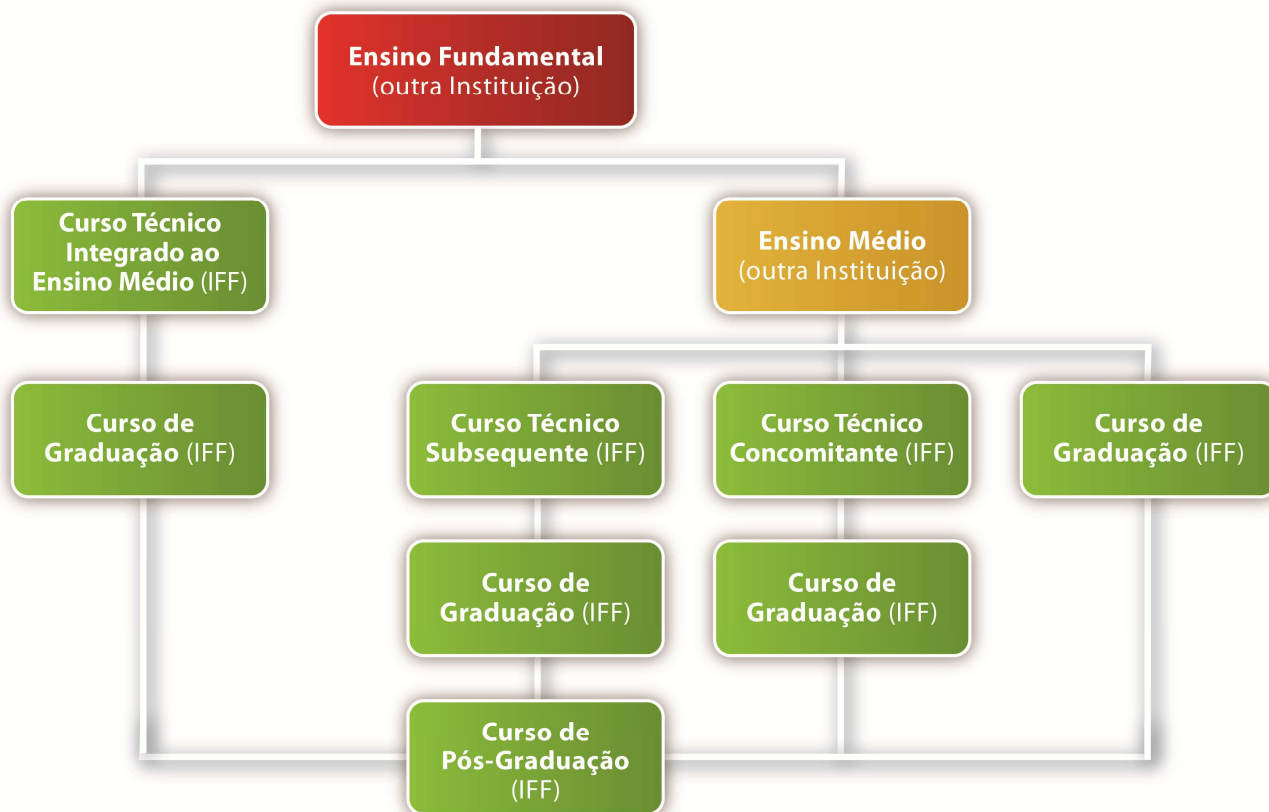 Ensino Fundamental
(outra Instituição)
Curso Técnico
Integrado ao
Ensino Médio (IFF)
Ensino Médio
(outra Instituição)
Curso de
Graduação (IFF)
Curso Técnico
Subsequente (IFF)
Curso Técnico
Concomitante (IFF)
Curso de
Graduação (IFF)
Curso de
Graduação (IFF)
Curso de
Graduação (IFF)
Curso de
Pós-Graduação
(IFF)